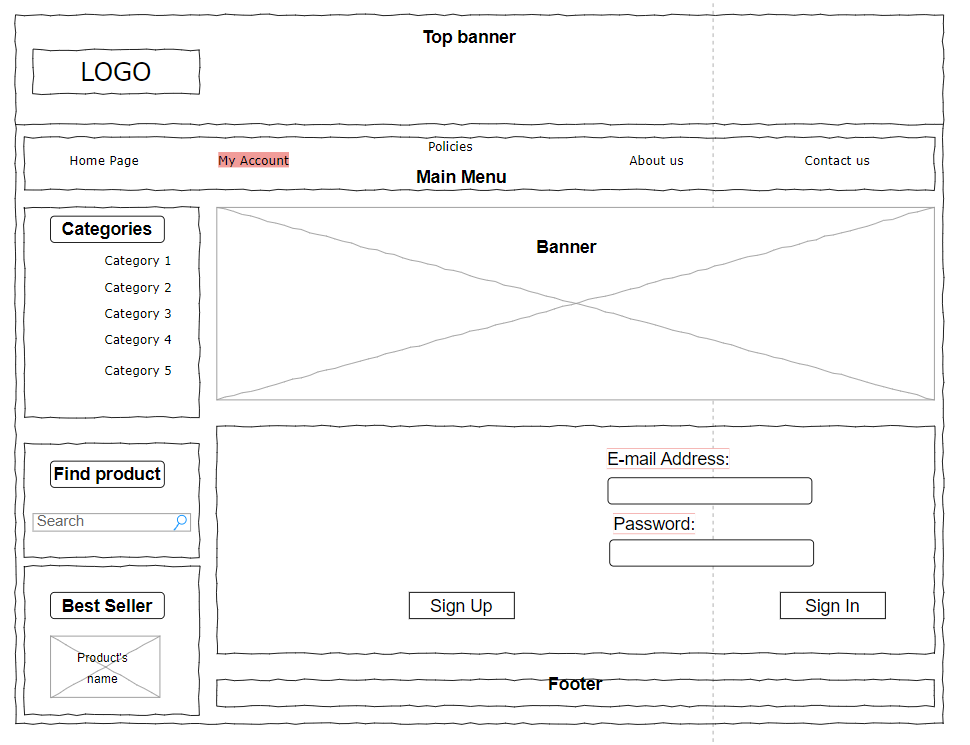 Top banner
LOGO
Home Page
My Account
Policies
About us
Contact us
Main Menu
Categories
Category 1
Category 2
Category 3
Category 4
Category 5
Banner
Find product
Search
E-mail Address:
Password:
Sign Up
Sign In
Best Seller
Product's
name
Footer